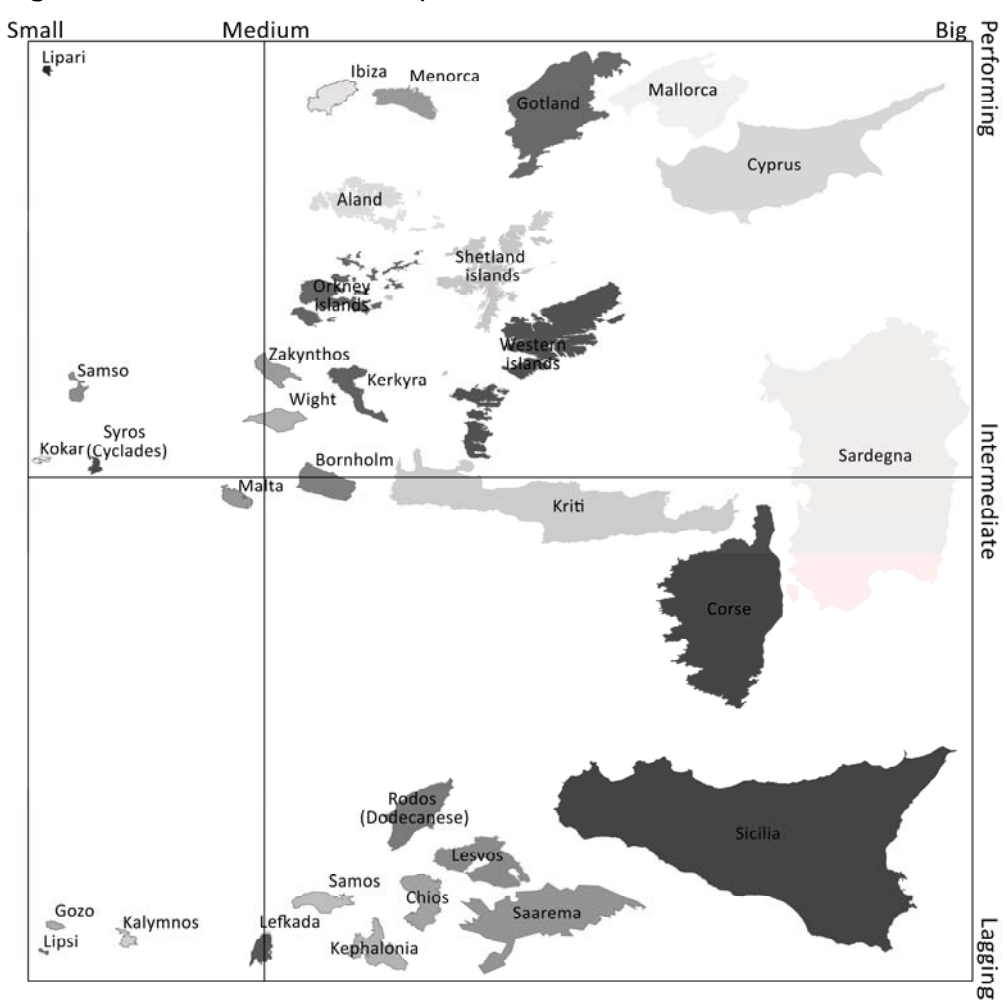 Small
Medium
Big
Performing
Lipari
Ibiza
Menorca
Gotland
Mallorca
Cyprus
Aland
Shetland
islands
Orkney
islands
Western
islands
Zakynthos
Kerkyra
Samso
Wight
Syros
Kokar
(Cyclades)
Bornholm
Sardegna
Intermediate
Malta
Kriti
Corse
Rodos
(Dodecanese)
Sicilia
Lesvos
Samos
Chios
Gozo
Kalymnos
Lefkada
Saarema
Lipsi
Kephalonia
Lagging